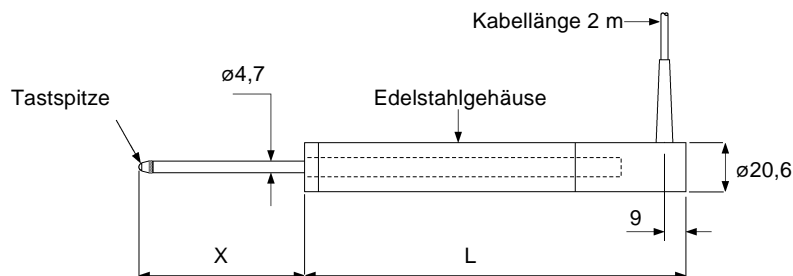 Kabellänge 2 m
ø4,7
Tastspitze
Edelstahlgehäuse
ø20,6
9
X
L